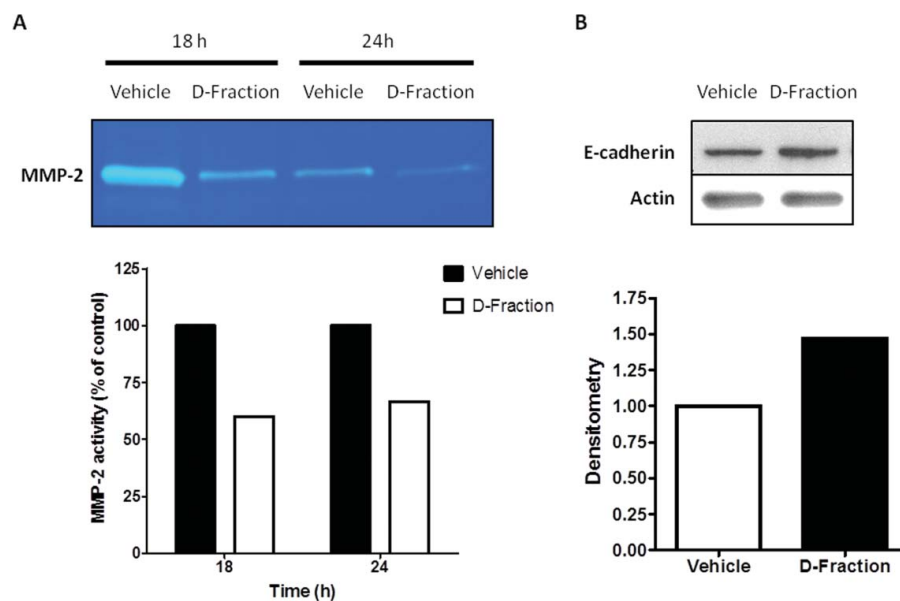 A
18 h
24h
Vehicle
D-Fraction
Vehicle
D-Fraction
MMP-2
125
100
75
50
25
0
MMP-2 activity (% of control)
18
24
Time (h)
Vehicle
D-Fraction
B
Vehicle
D-Fraction
E-cadherin
Actin
1.75
1.50
1.25
1.00
0.75
0.50
0.25
0.00
Densitometry
Vehicle
D-Fraction